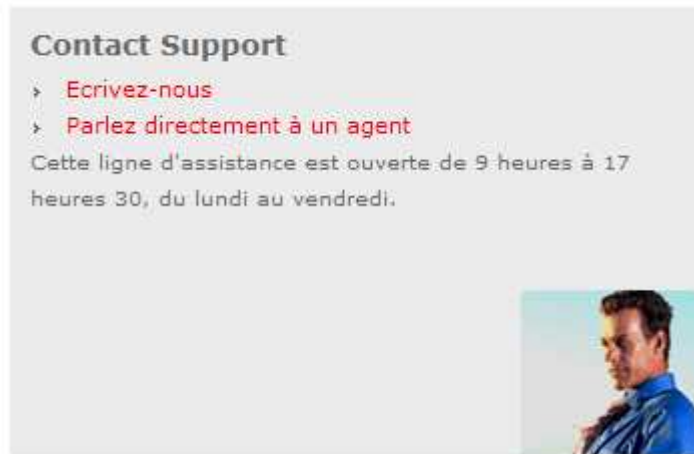 Contact Support
Ecrivez-nous
Parlez directement à un agent
Cette ligne d'assistance est ouverte de 9 heures à 17
heures 30, du lundi au vendredi.